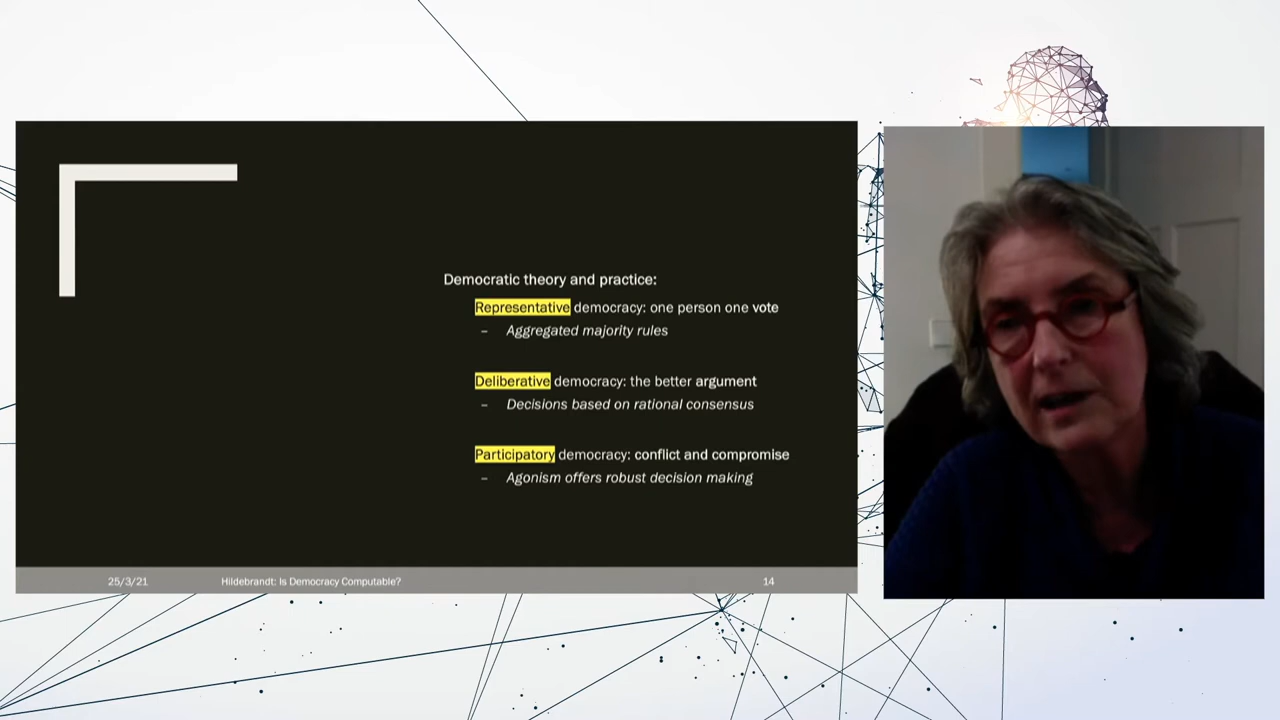 Democratic theory and practice:
Representative democracy: one person one vote
– Aggregated majority rules
Deliberative democracy: the better argument
– Decisions based on rational consensus
Participatory democracy: conflict and compromise
– Agonism offers robust decision making
25/3/21 Hildebrandt: Is Democracy Computable? 14